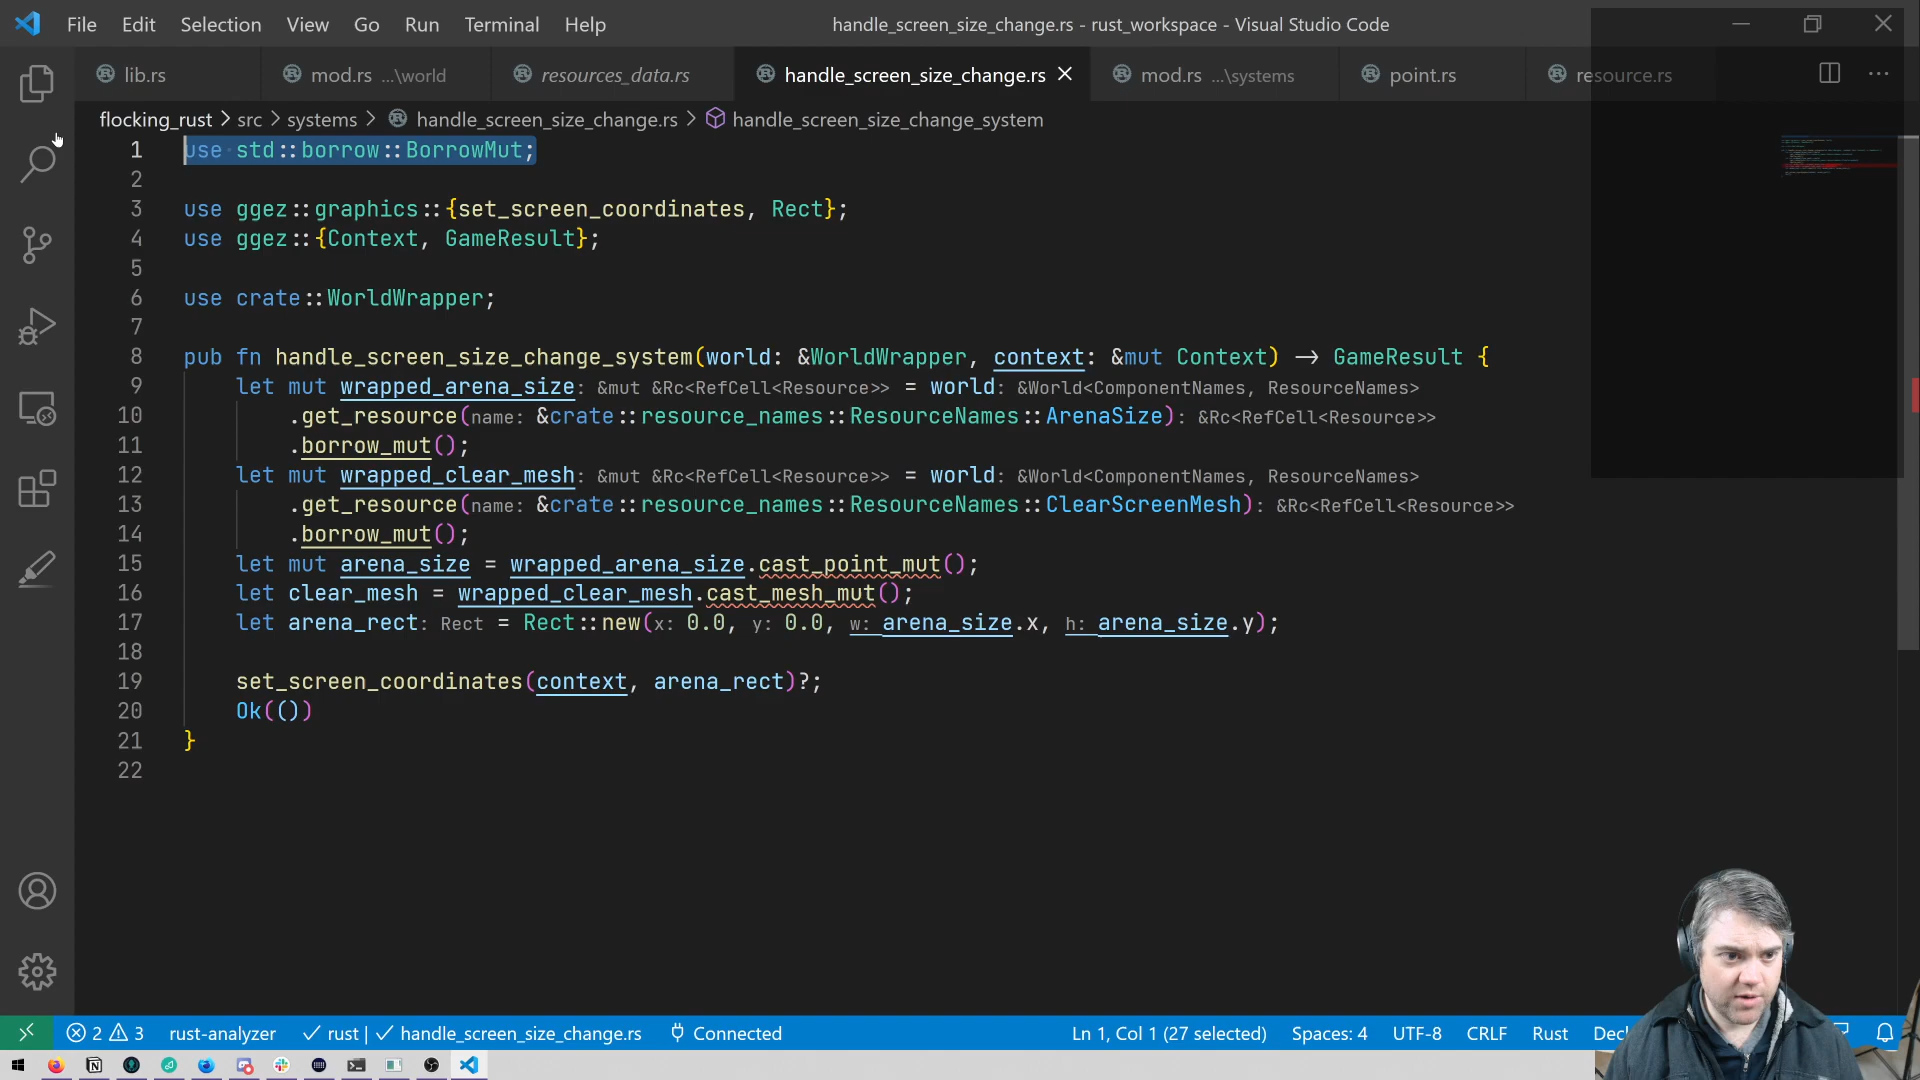 File Edit Selection View Go Run Terminal Help
handle_screen_size_change.rs - rust_workspace - Visual Studio Code
lib.rs
mod.rs ...\world
resources_data.rs
handle_screen_size_change.rs
mod.rs ...\systems
point.rs
resource.rs
flocking_rust > src > systems > handle_screen_size_change.rs > handle_screen_size_change_system
1 use std::borrow::BorrowMut;
2
3 use ggez::graphics::{set_screen_coordinates, Rect};
4 use ggez::{Context, GameResult};
5
6 use crate::WorldWrapper;
7
8 pub fn handle_screen_size_change_system(world: &WorldWrapper, context: &mut Context) -> GameResult {
9 let mut wrapped_arena_size: &mut &Rc<RefCell<Resource>> = world: &World<ComponentNames, ResourceNames>
10 .get_resource(name: &crate::resource_names::ResourceNames::ArenaSize): &Rc<RefCell<Resource>>
11 .borrow_mut();
12 let mut wrapped_clear_mesh: &mut &Rc<RefCell<Resource>> = world: &World<ComponentNames, ResourceNames>
13 .get_resource(name: &crate::resource_names::ResourceNames::ClearScreenMesh): &Rc<RefCell<Resource>>
14 .borrow_mut();
15 let mut arena_size = wrapped_arena_size.cast_point_mut();
16 let clear_mesh = wrapped_clear_mesh.cast_mesh_mut();
17 let arena_rect: Rect = Rect::new(x: 0.0, y: 0.0, w: arena_size.x, h: arena_size.y);
18
19 set_screen_coordinates(context, arena_rect)?;
20 Ok(())
21 }
22
2 3 rust-analyzer rust | handle_screen_size_change.rs Connected Ln 1, Col 1 (27 selected) Spaces: 4 UTF-8 CRLF Rust